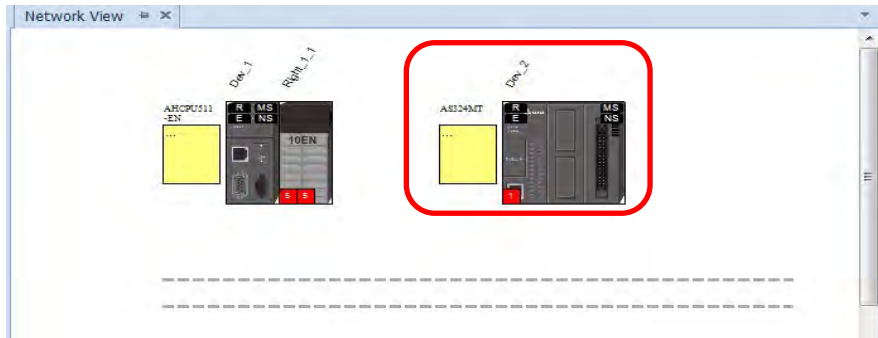 Network View
Dev_1
Right_1_1
Dev_2
AHCPU511
-EN
...
R MS
E NS
10EN
5 5
AS324MT
...
R MS
E NS
1